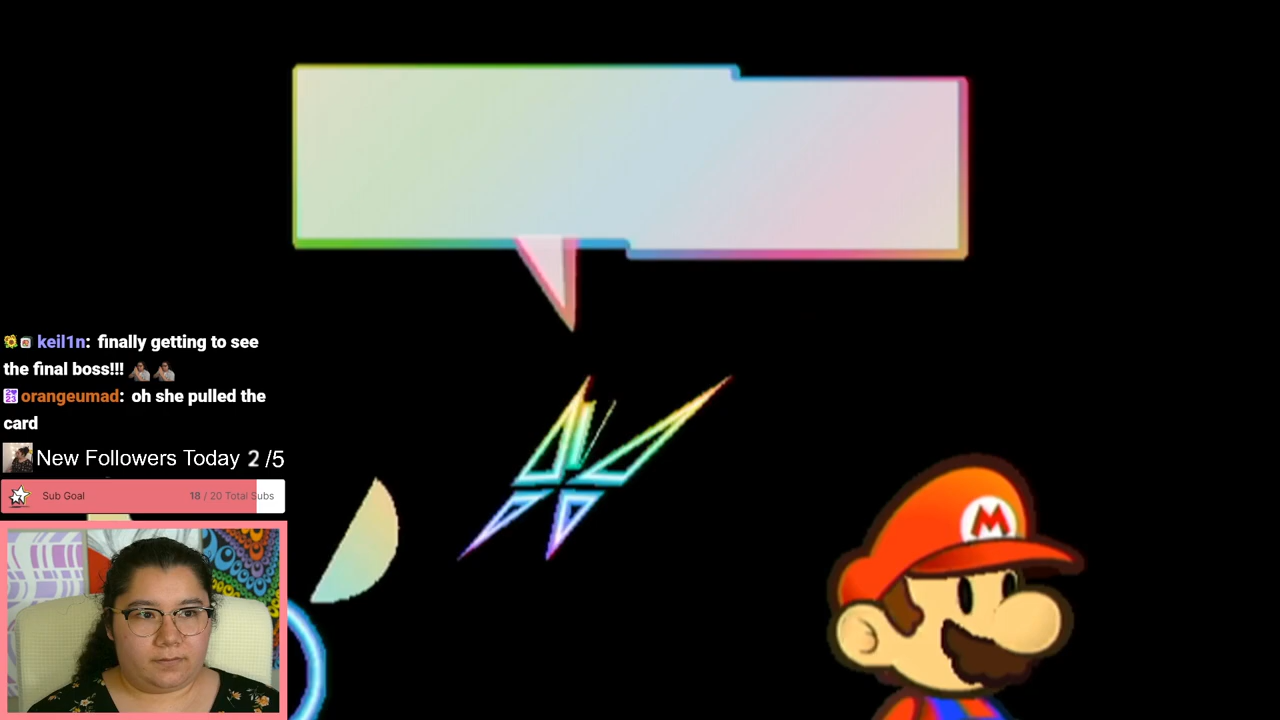 keil1n: finally getting to see
the final boss!!!
orangeumad: oh she pulled the
card
New Followers Today 2 /5
Sub Goal 18 / 20 Total Subs
M